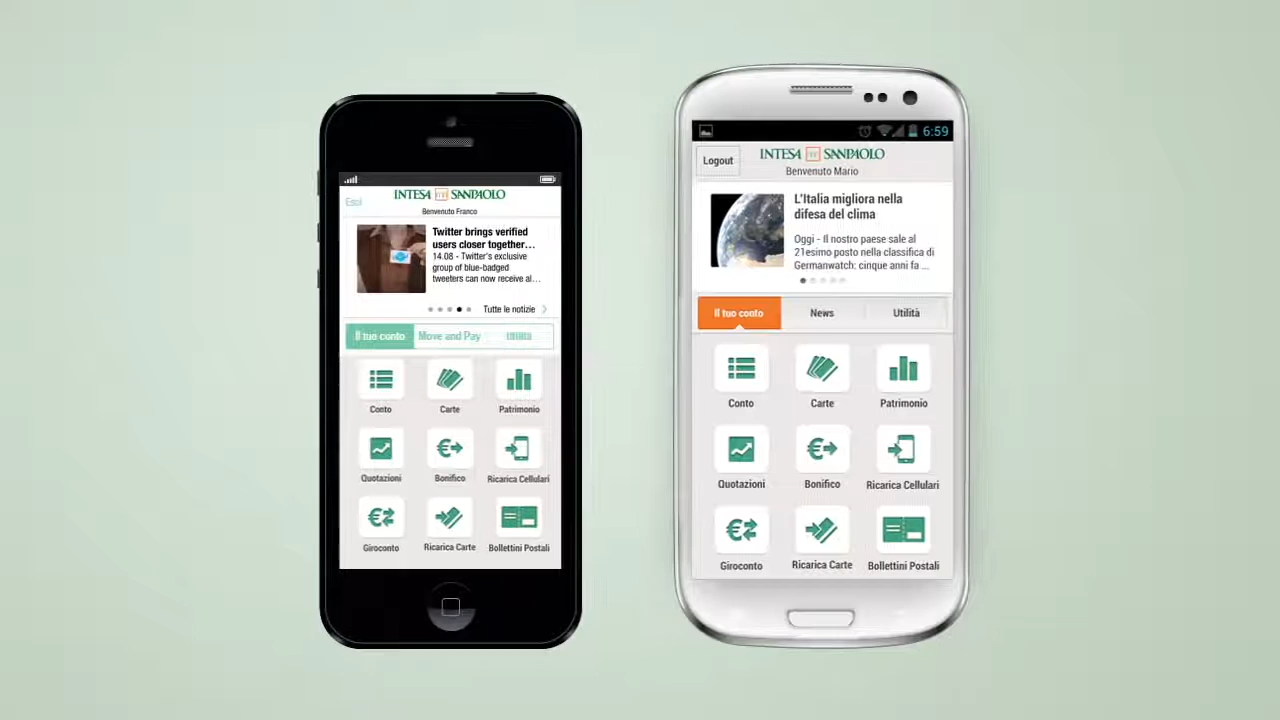 Esci
INTESA SANPAOLO
Benvenuto Franco
Twitter brings verified
users closer together...
14.08 - Twitter's exclusive
group of blue-badged
tweeters can now receive al...
Tutte le notizie
Il tuo conto Move and Pay Utilità
Conto Carte Patrimonio
Quotazioni Bonifico Ricarica Cellulari
Giroconto Ricarica Carte Bollettini Postali
6:59
Logout
INTESA SANPAOLO
Benvenuto Mario
L'Italia migliora nella
difesa del clima
Oggi - Il nostro paese sale al
21esimo posto nella classifica di
Germanwatch: cinque anni fa ...
Il tuo conto News Utilità
Conto Carte Patrimonio
Quotazioni Bonifico Ricarica Cellulari
Giroconto Ricarica Carte Bollettini Postali